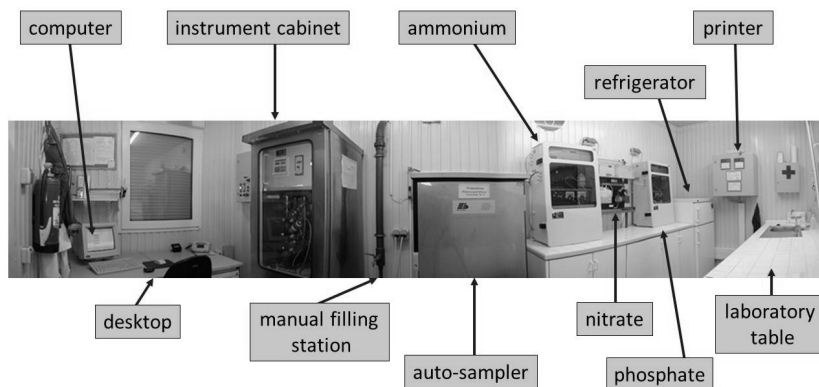 computer
instrument cabinet
ammonium
printer
refrigerator
desktop
manual filling
station
auto-sampler
nitrate
phosphate
laboratory
table